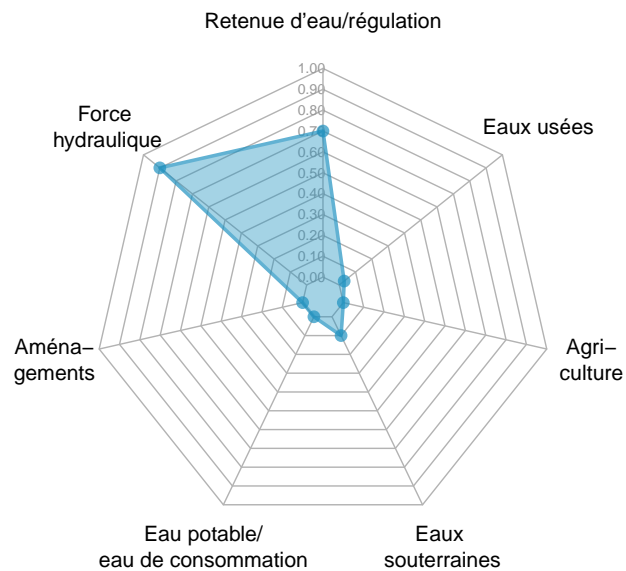 Retenue d'eau/régulation
1.00
0.90
0.80
0.70
0.60
0.50
0.40
0.30
0.20
0.10
0.00
Force
hydraulique
Eaux usées
Aména–
gements
Agri–
culture
Eau potable/
eau de consommation
Eaux
souterraines